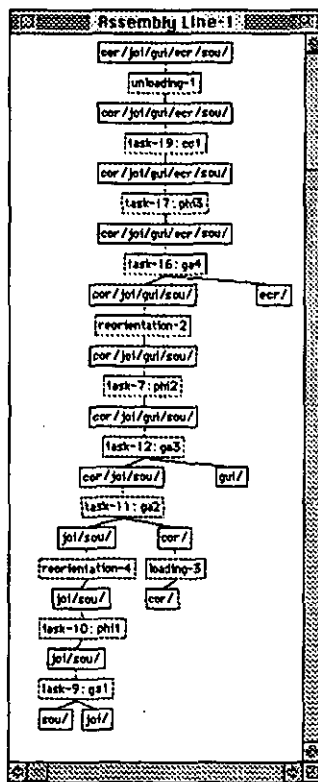 Assembly Line-1
cor/joi/gui/ecr/sou/
unloading-1
cor/joi/gui/ecr/sou/
task-19:cc1
cor/joi/gui/ecr/sou/
task-17:phi3
cor/joi/gui/ecr/sou/
task-16:ga4
cor/joi/gui/sou/ ecr/
reorientation-2
cor/joi/gui/sou/
task-7:phi2
cor/joi/gui/sou/
task-12:ga3
cor/joi/sou/ gui/
task-11:ga2
joi/sou/ cor/
reorientation-4 loading-3
joi/sou/ cor/
task-10:phi1
joi/sou/
task-9:ga1
sou/ joi/